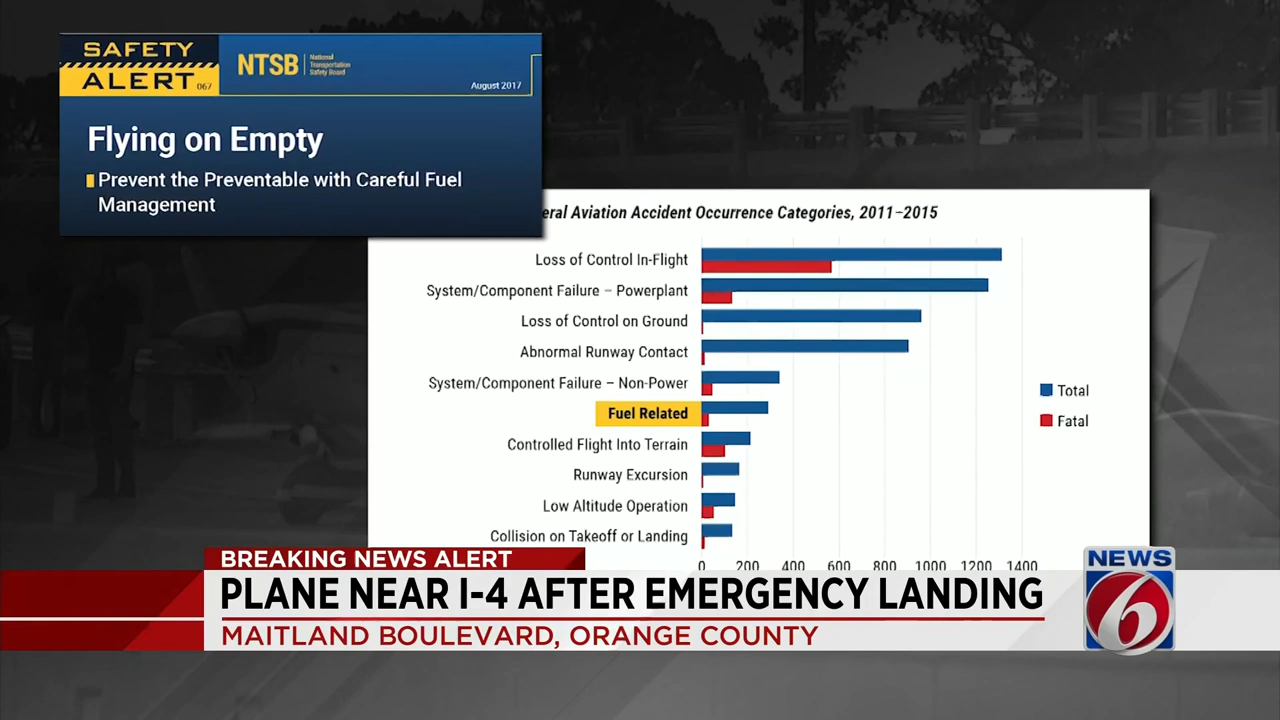 SAFETY
ALERT 067
NTSB National
Transportation
Safety Board
August 2017
Flying on Empty
Prevent the Preventable with Careful Fuel
Management
Aviation Accident Occurrence Categories, 2011–2015
Loss of Control In-Flight
System/Component Failure – Powerplant
Loss of Control on Ground
Abnormal Runway Contact
System/Component Failure – Non-Power
Fuel Related
Controlled Flight Into Terrain
Runway Excursion
Low Altitude Operation
Collision on Takeoff or Landing
Total
Fatal
0 200 400 600 800 1000 1200 1400
BREAKING NEWS ALERT
PLANE NEAR I-4 AFTER EMERGENCY LANDING
MAITLAND BOULEVARD, ORANGE COUNTY
NEWS
6